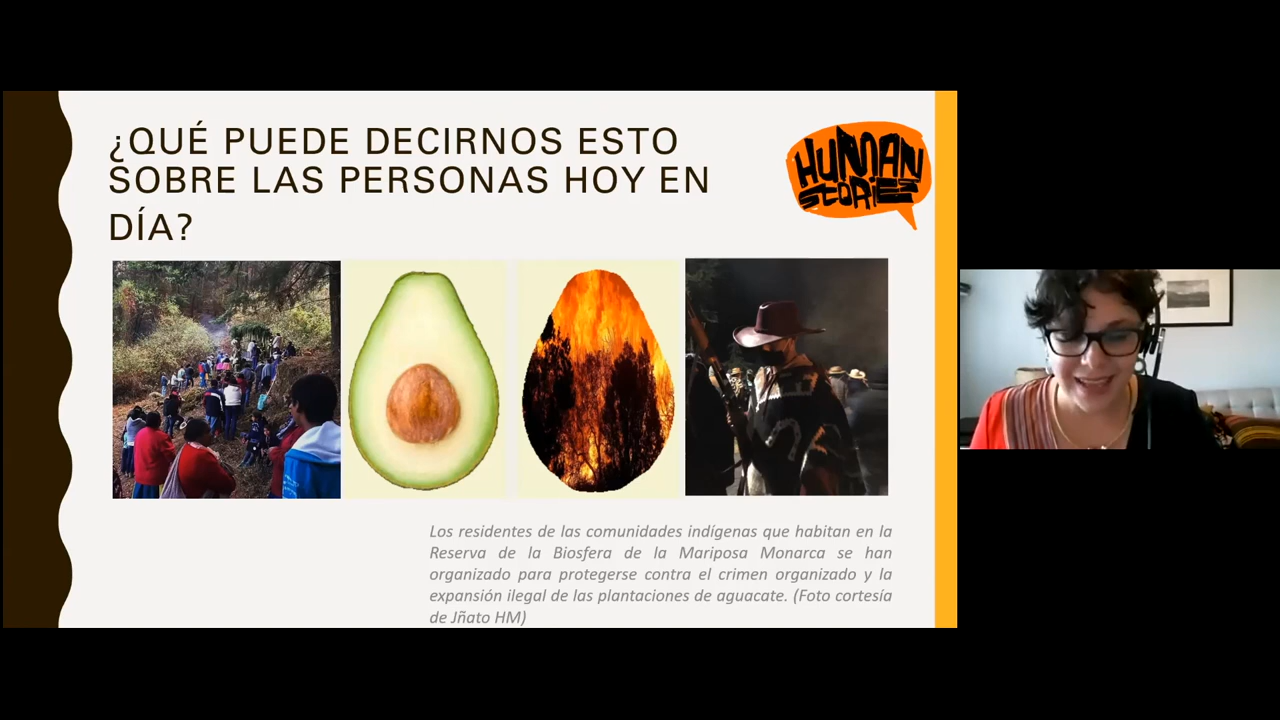 ¿QUÉ PUEDE DECIRNOS ESTO
SOBRE LAS PERSONAS HOY EN
DÍA?
HUMAN
STORIES
Los residentes de las comunidades indígenas que habitan en la
Reserva de la Biosfera de la Mariposa Monarca se han
organizado para protegerse contra el crimen organizado y la
expansión ilegal de las plantaciones de aguacate. (Foto cortesía
de Jñato HM)